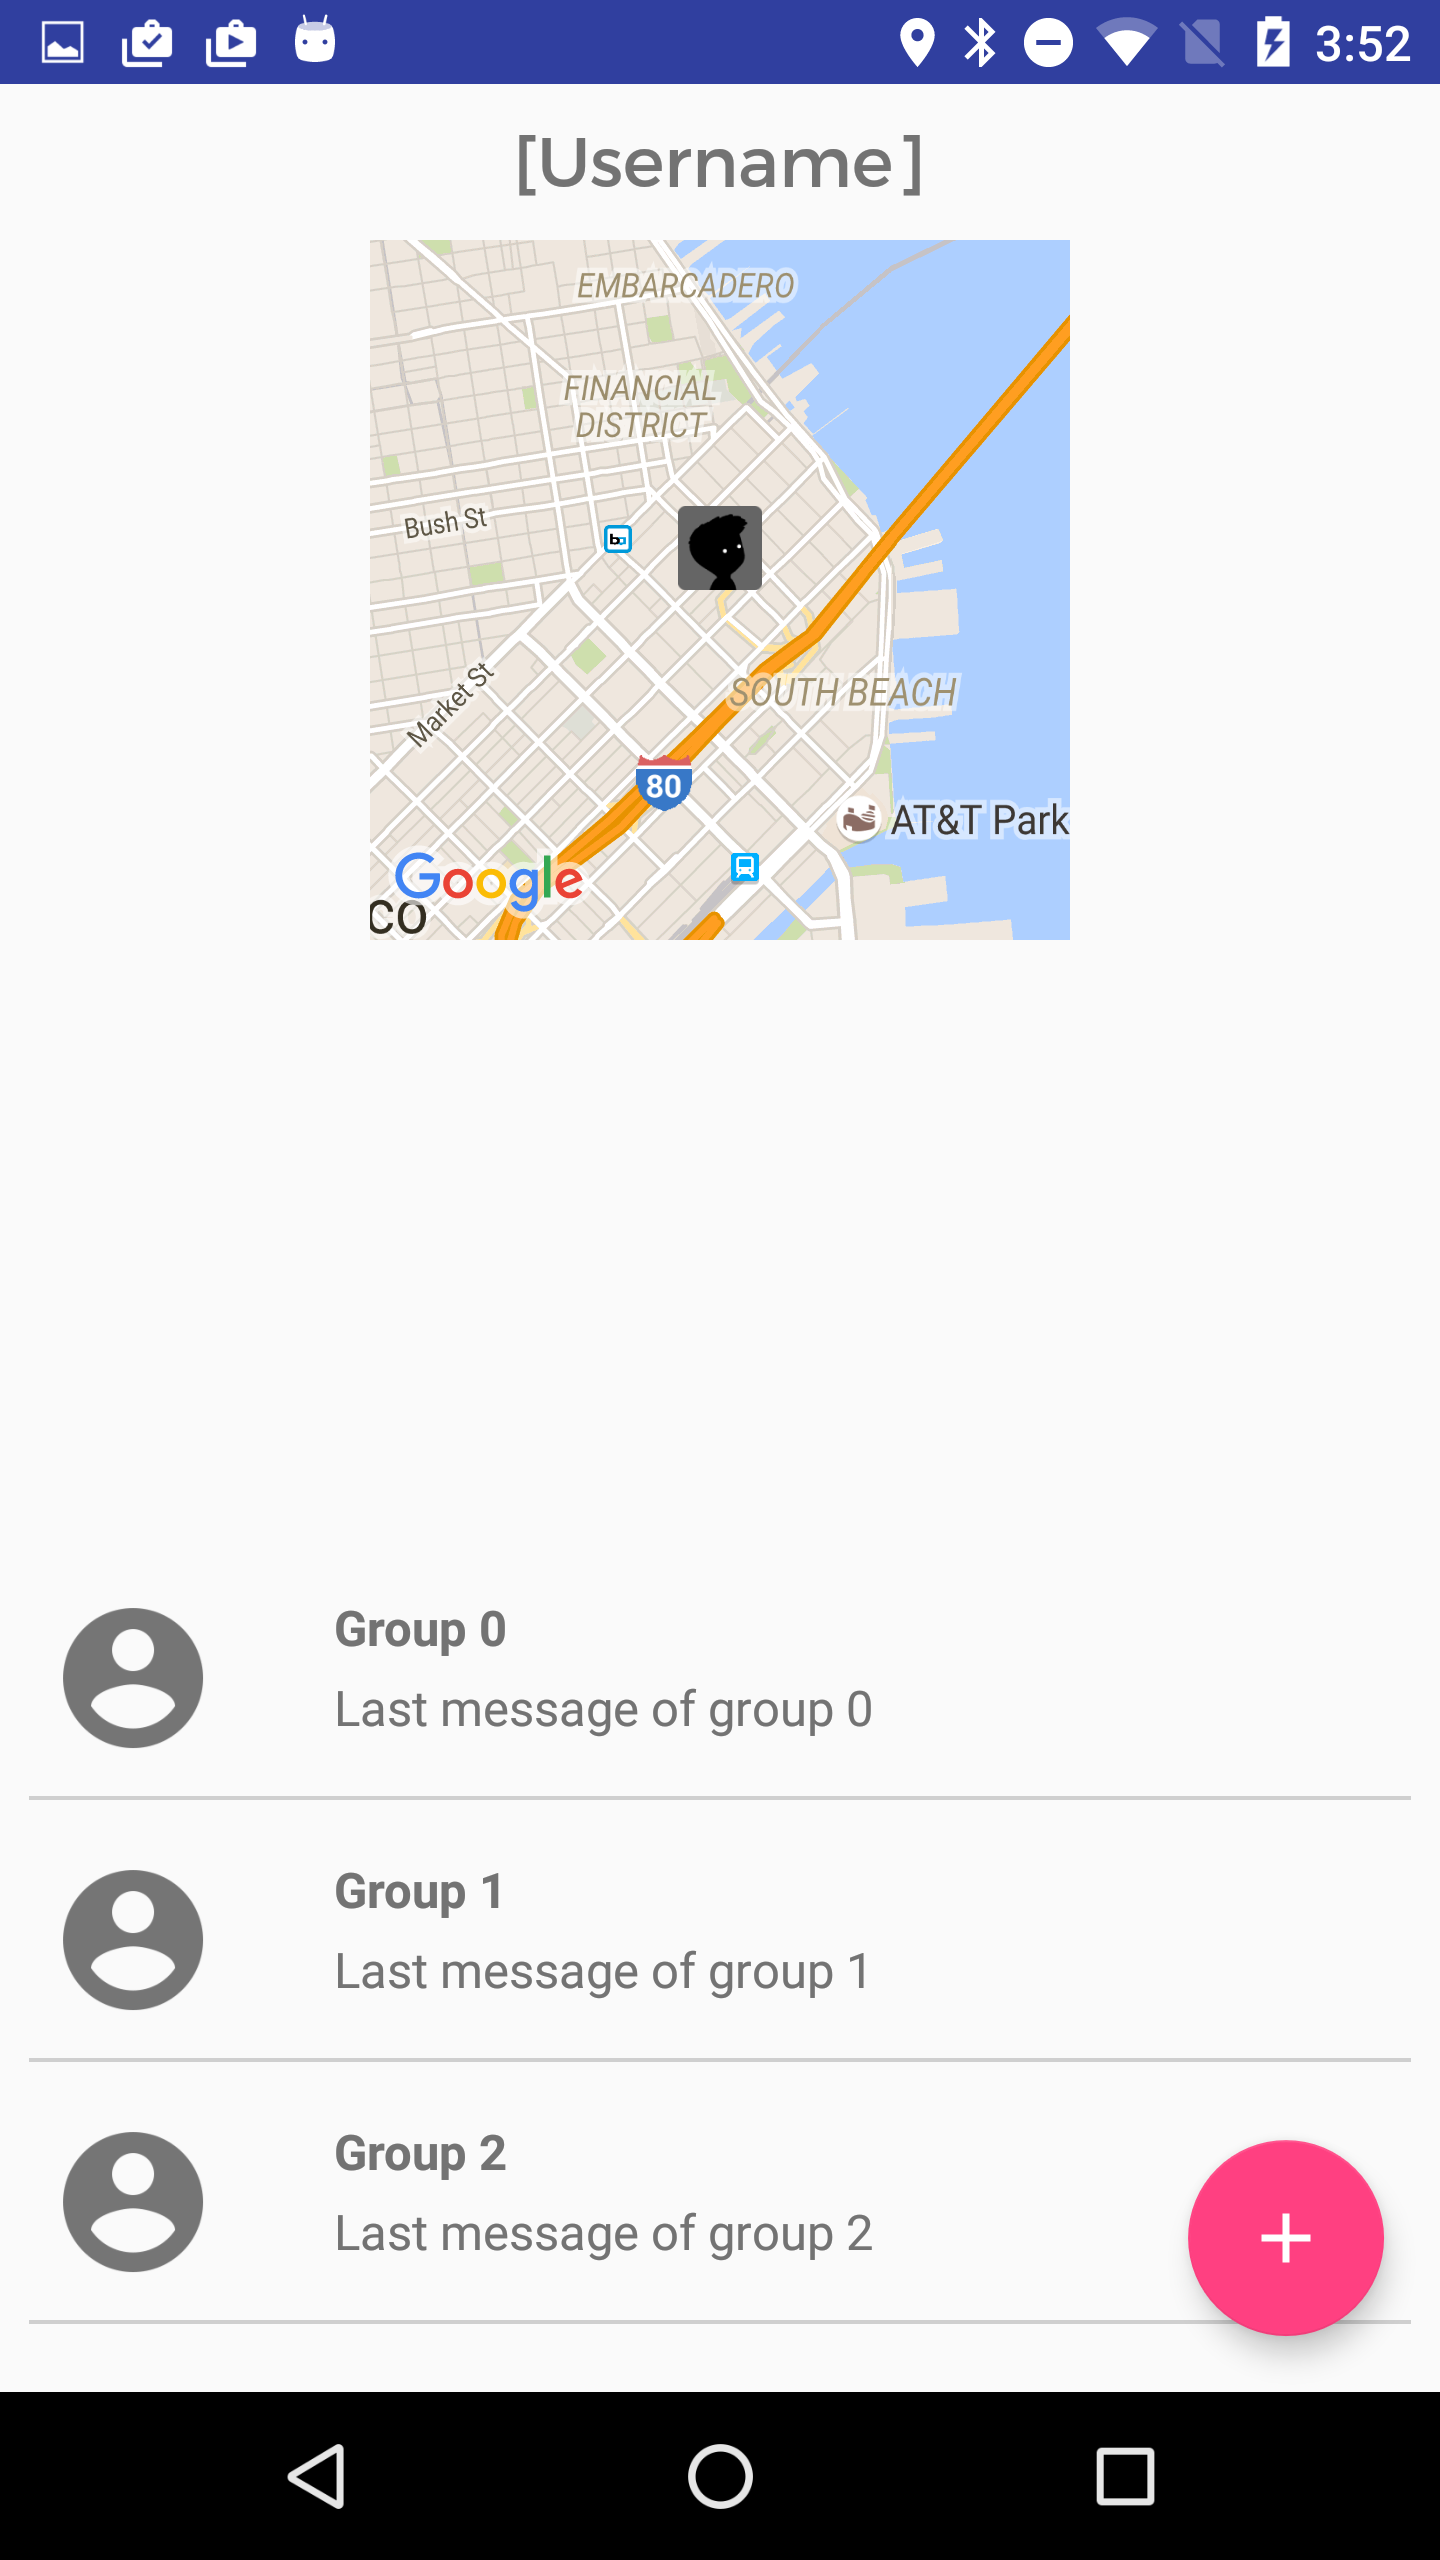 3:52
[Username]
EMBARCADERO
FINANCIAL
DISTRICT
Bush St
Market St
SOUTH BEACH
80
AT&T Park
Google
co
Group 0
Last message of group 0
Group 1
Last message of group 1
Group 2
Last message of group 2